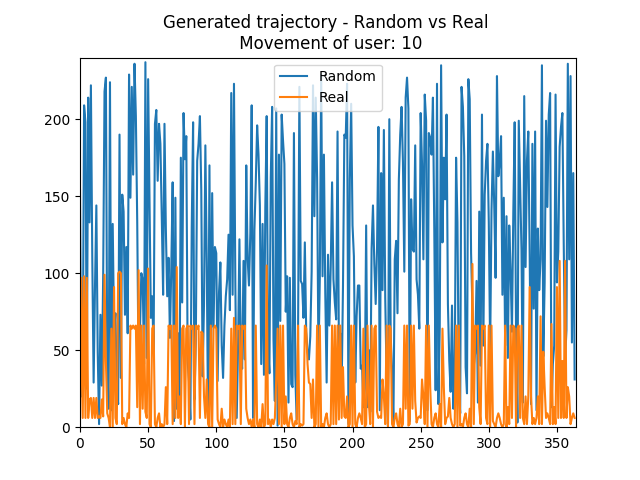 Generated trajectory - Random vs Real
Movement of user: 10
Random
Real
200
150
100
50
0
0 50 100 150 200 250 300 350